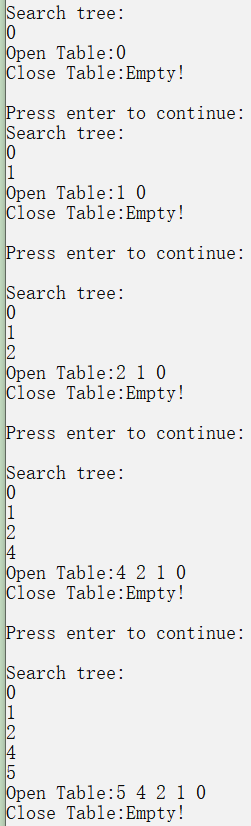 Search tree:
0
Open Table:0
Close Table:Empty!
Press enter to continue:
Search tree:
0
1
Open Table:1 0
Close Table:Empty!
Press enter to continue:
Search tree:
0
1
2
Open Table:2 1 0
Close Table:Empty!
Press enter to continue:
Search tree:
0
1
2
4
Open Table:4 2 1 0
Close Table:Empty!
Press enter to continue:
Search tree:
0
1
2
4
5
Open Table:5 4 2 1 0
Close Table:Empty!